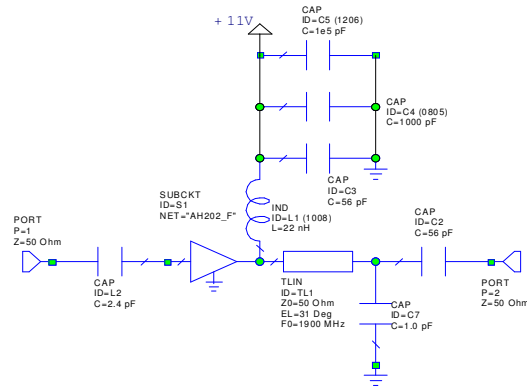 + 11V
CAP
ID=C5 (1206)
C=1e5 pF
CAP
ID=C4 (0805)
C=1000 pF
CAP
ID=C3
C=56 pF
SUBCKT
ID=S1
NET="AH202_F"
IND
ID=L1 (1008)
L=22 nH
PORT
P=1
Z=50 Ohm
CAP
ID=L2
C=2.4 pF
TLIN
ID=TL1
Z0=50 Ohm
EL=31 Deg
F0=1900 MHz
CAP
ID=C2
C=56 pF
CAP
ID=C7
C=1.0 pF
PORT
P=2
Z=50 Ohm